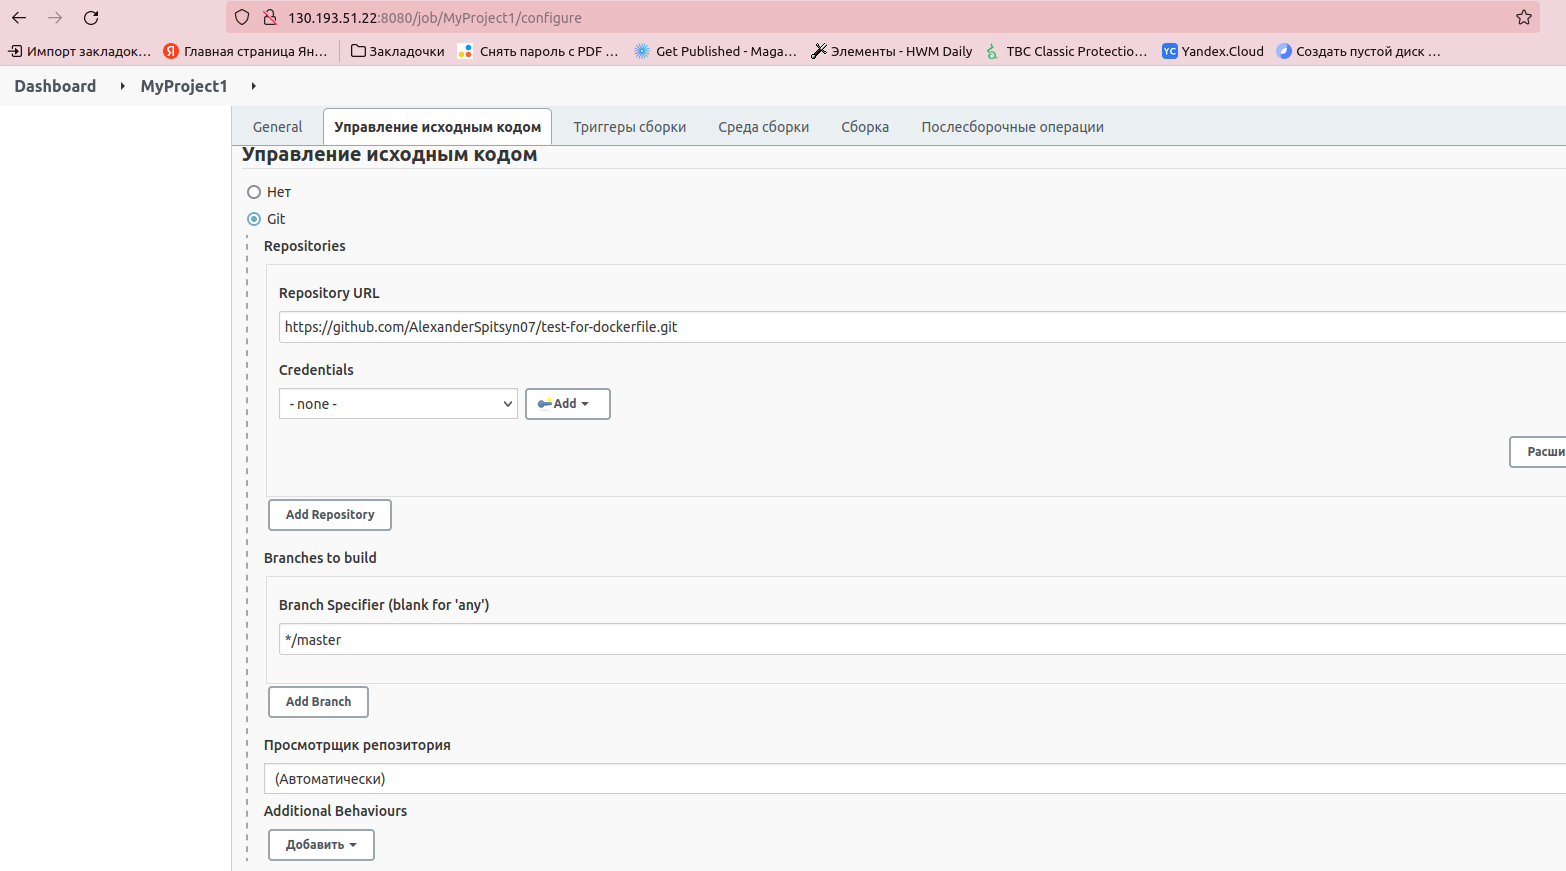 130.193.51.22:8080/job/MyProject1/configure
Импорт закладок... Главная страница Ян... Закладочки Снять пароль с PDF ... Get Published - Maga... Элементы - HWM Daily TBC Classic Protectio... Yandex.Cloud Создать пустой диск ...
Dashboard MyProject1
General Управление исходным кодом Триггеры сборки Среда сборки Сборка Послесборочные операции
Управление исходным кодом
Нет
Git
Repositories
Repository URL
https://github.com/AlexanderSpitsyn07/test-for-dockerfile.git
Credentials
- none - Add
Расши
Add Repository
Branches to build
Branch Specifier (blank for 'any')
*/master
Add Branch
Просмотрщик репозитория
(Автоматически)
Additional Behaviours
Добавить